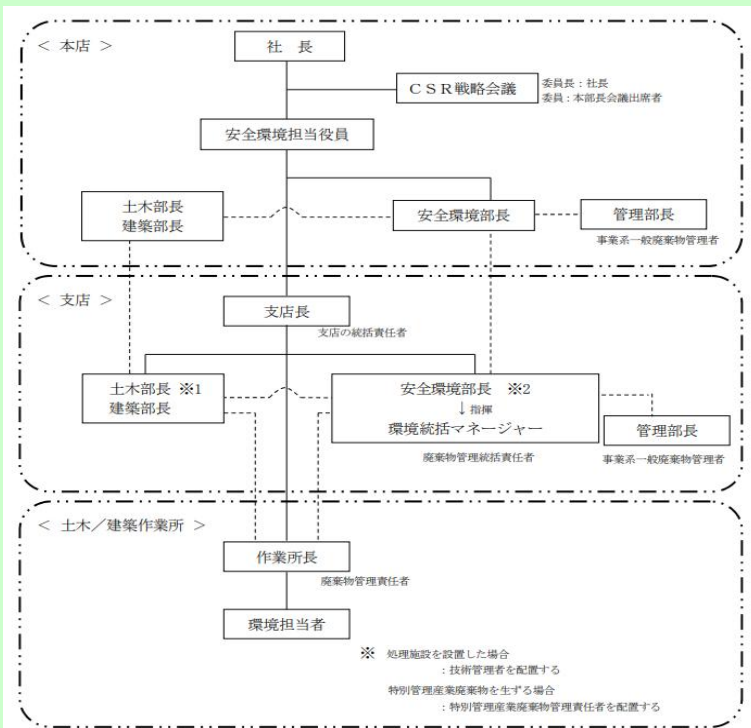 ＜ 本店 ＞
社　長
ＣＳＲ戦略会議
委員長：社長
委員：本部長会議出席者
安全環境担当役員
土木部長
建築部長
安全環境部長
管理部長
事業系一般廃棄物管理者
＜ 支店 ＞
支店長
支店の統括責任者
土木部長 ※1
建築部長
安全環境部長　※2
↓指揮
環境統括マネージャー
廃棄物管理統括責任者
管理部長
事業系一般廃棄物管理者
＜ 土木／建築作業所 ＞
作業所長
廃棄物管理責任者
環境担当者
※　処理施設を設置した場合
：技術管理者を配置する
特別管理産業廃棄物を生ずる場合
：特別管理産業廃棄物管理責任者を配置する